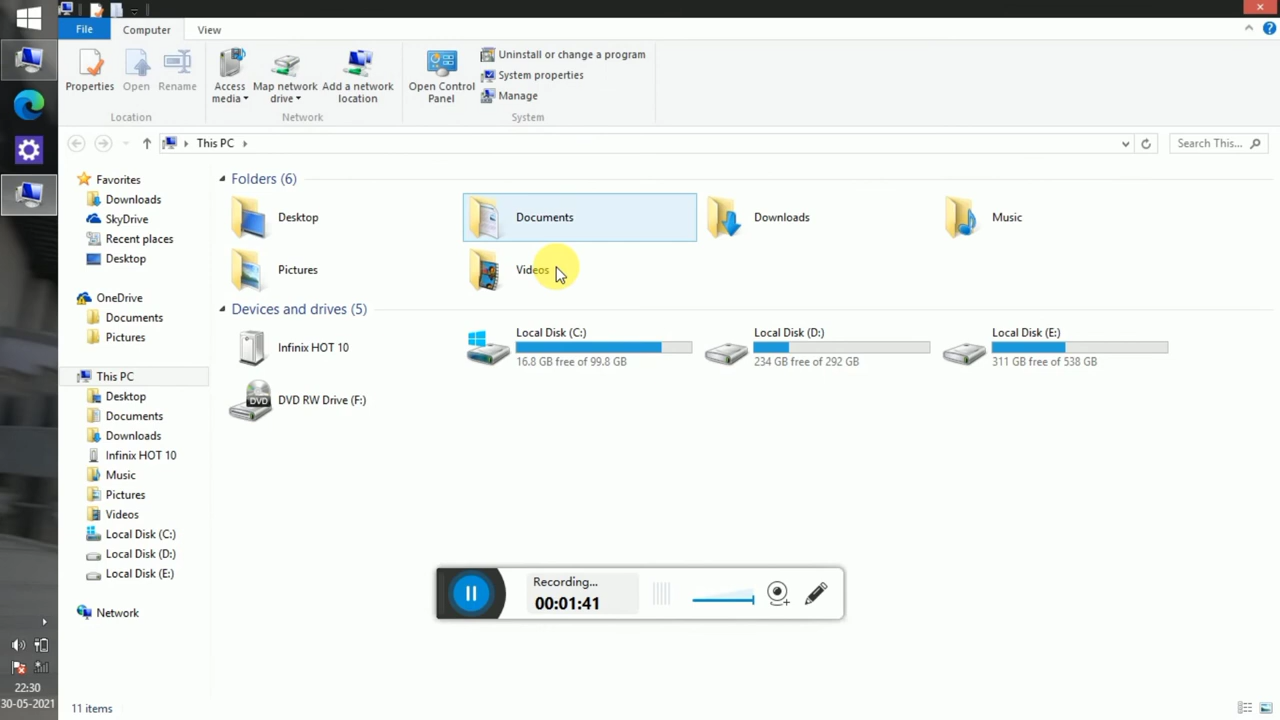 File
Computer
View
Properties
Open
Rename
Access media
Map network drive
Add a network location
Open Control Panel
Uninstall or change a program
System properties
Manage
Location
Network
System
This PC
Search This...
Favorites
Downloads
SkyDrive
Recent places
Desktop
OneDrive
Documents
Pictures
This PC
Desktop
Documents
Downloads
Infinix HOT 10
Music
Pictures
Videos
Local Disk (C:)
Local Disk (D:)
Local Disk (E:)
Network
Folders (6)
Desktop
Documents
Downloads
Music
Pictures
Videos
Devices and drives (5)
Infinix HOT 10
Local Disk (C:)
16.8 GB free of 99.8 GB
Local Disk (D:)
234 GB free of 292 GB
Local Disk (E:)
311 GB free of 538 GB
DVD
DVD RW Drive (F:)
Recording...
00:01:41
22:30
30-05-2021
11 items